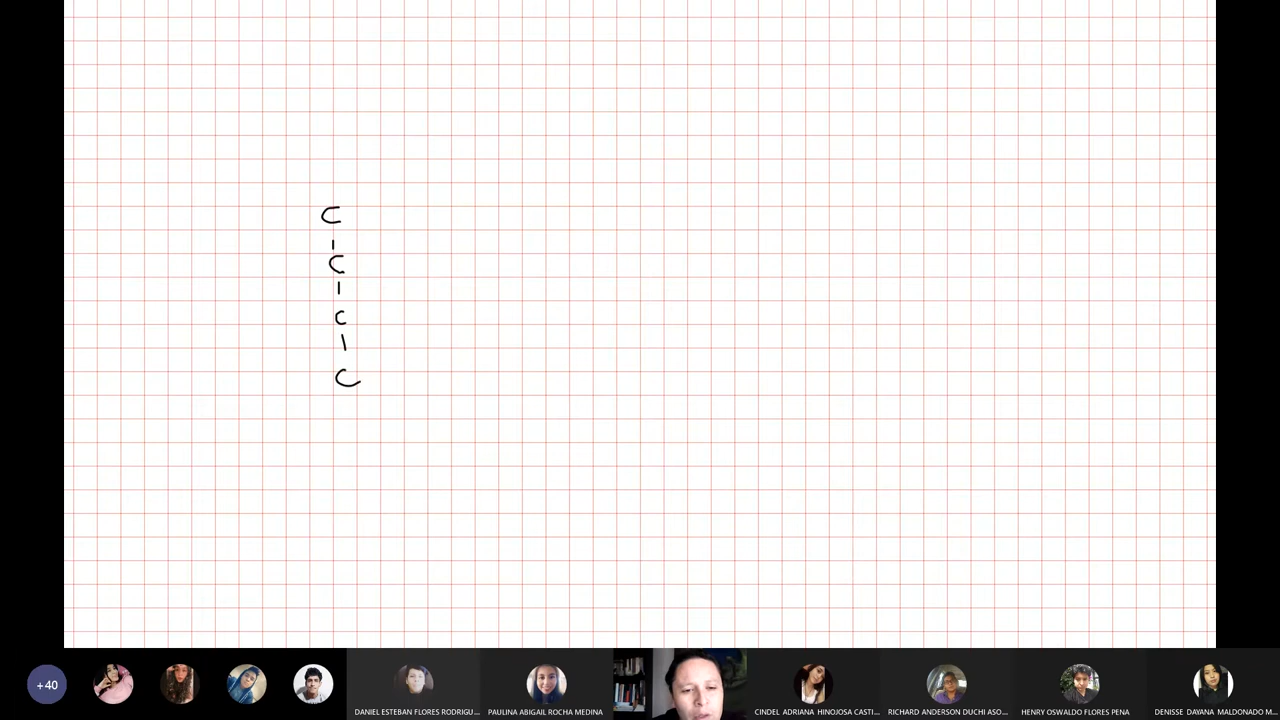 C
C
C
C
+40
DANIEL ESTEBAN FLORES RODRIGU...
PAULINA ABIGAIL ROCHA MEDINA
CINDEL ADRIANA HINOJOSA CASTI...
RICHARD ANDERSON DUCHI ASO...
HENRY OSWALDO FLORES PENA
DENISSE DAYANA MALDONADO M...